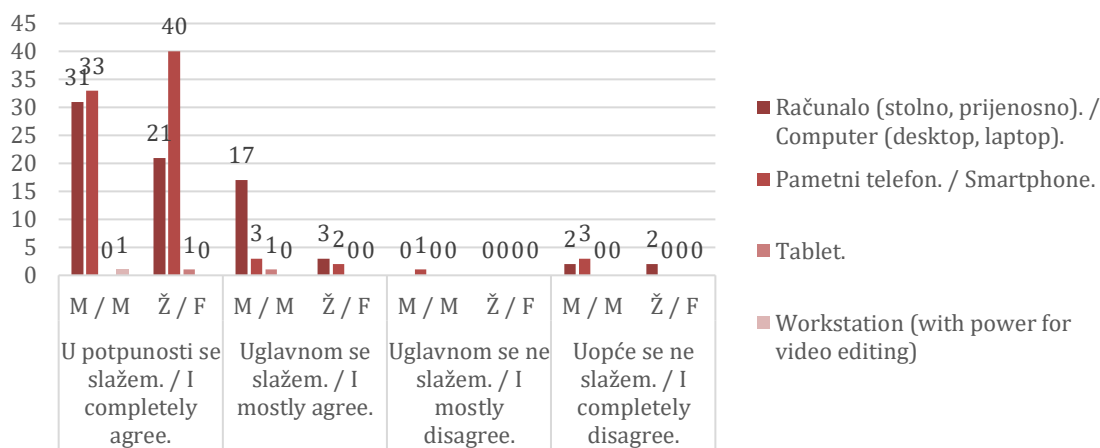 45
40
35
30
25
20
15
10
5
0
31 33 0 1
21 40 1 0
17 3 1 0
3 2 0 0
0 1 0 0
0 0 0 0
2 3 0 0
2 0 0 0
M / M Ž / F M / M Ž / F M / M Ž / F M / M Ž / F
U potpunosti se
slažem. / I
completely
agree.
Uglavnom se
slažem. / I
mostly agree.
Uglavnom se ne
slažem. / I
mostly
disagree.
Uopće se ne
slažem. / I
completely
disagree.
Računalo (stolno, prijenosno). /
Computer (desktop, laptop).
Pametni telefon. / Smartphone.
Tablet.
Workstation (with power for
video editing)